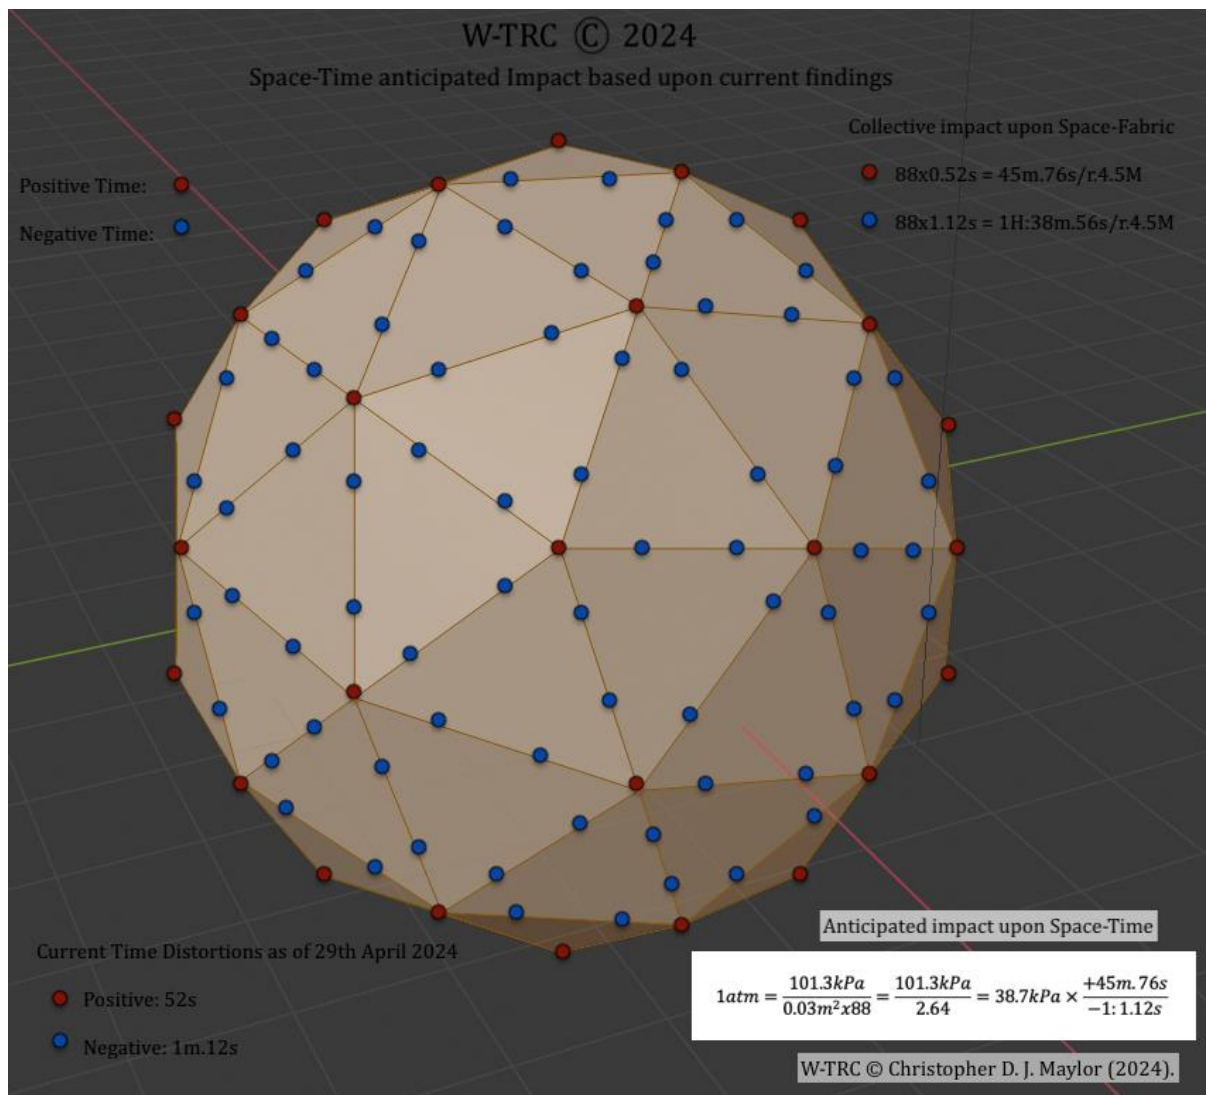 W-TRC © 2024
Space-Time anticipated Impact based upon current findings
Collective impact upon Space-Fabric
88x0.52s = 45m.76s/r.4.5M
88x1.12s = 1H:38m.56s/r.4.5M
Positive Time:
Negative Time:
Current Time Distortions as of 29th April 2024
Positive: 52s
Negative: 1m.12s
Anticipated impact upon Space-Time
1atm = 101.3kPa / 0.03m²x88 = 101.3kPa / 2.64 = 38.7kPa × +45m.76s / −1:1.12s
W-TRC © Christopher D. J. Maylor (2024).